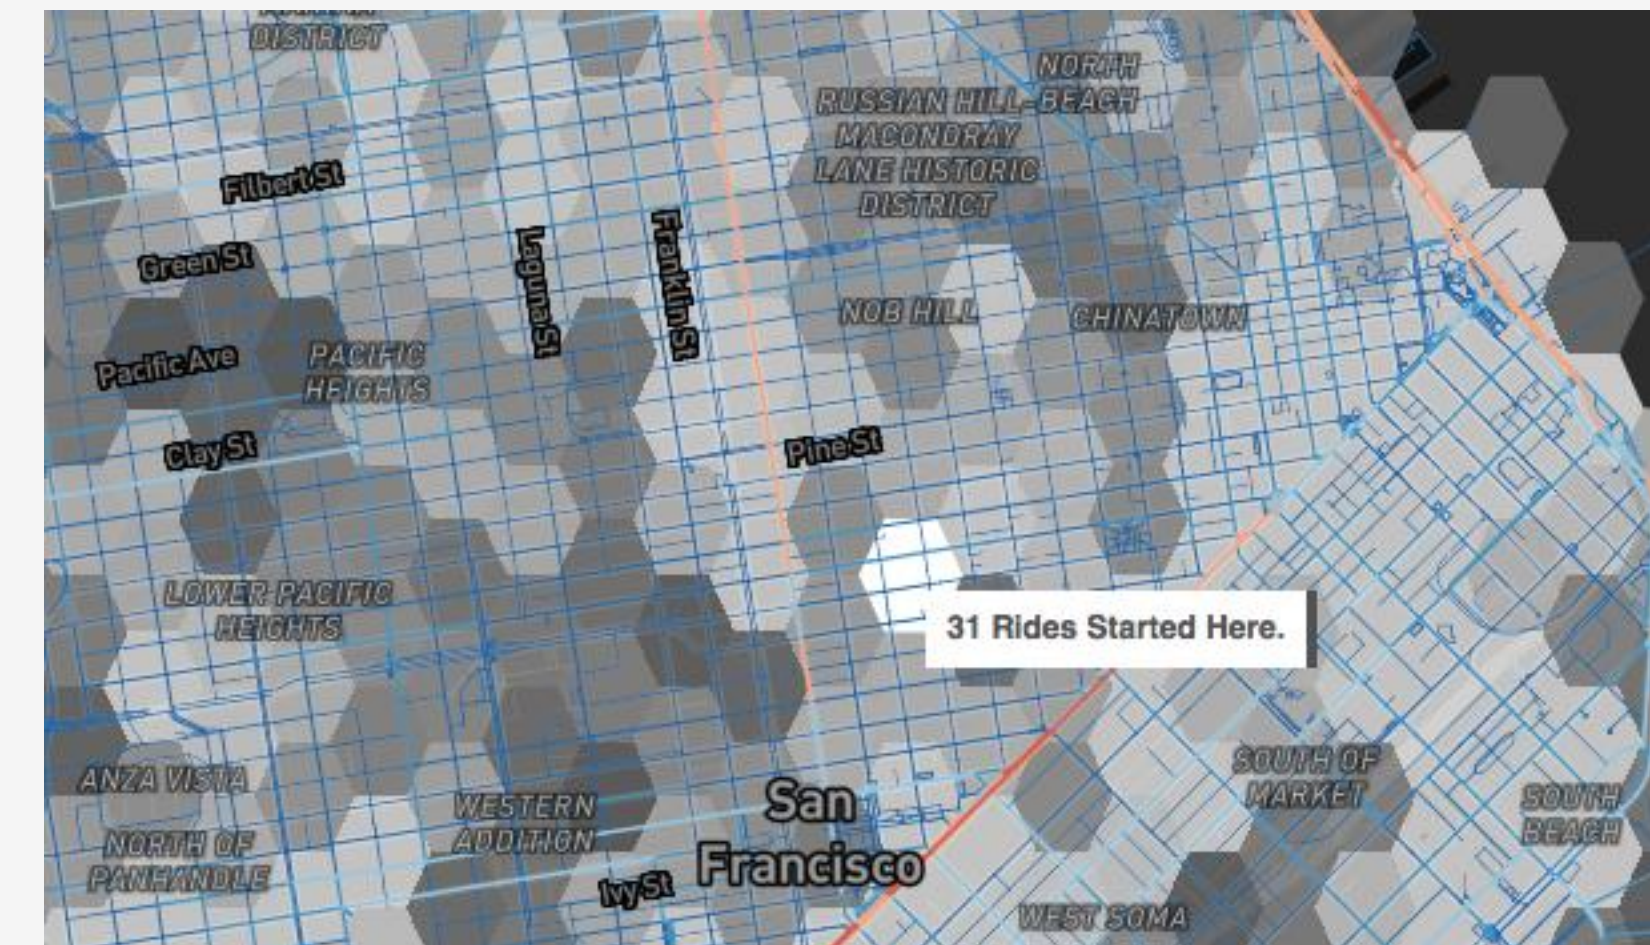 DISTRICT
NORTH
RUSSIAN HILL-BEACH
MACONDRAY
LANE HISTORIC
DISTRICT
Filbert St
Green St
Laguna St
Franklin St
NOB HILL
CHINATOWN
Pacific Ave
PACIFIC
HEIGHTS
Clay St
Pine St
LOWER PACIFIC
HEIGHTS
31 Rides Started Here.
ANZA VISTA
WESTERN
ADDITION
San
Francisco
SOUTH OF
MARKET
SOUTH
BEACH
NORTH OF
PANHANDLE
Ivy St
WEST SOMA